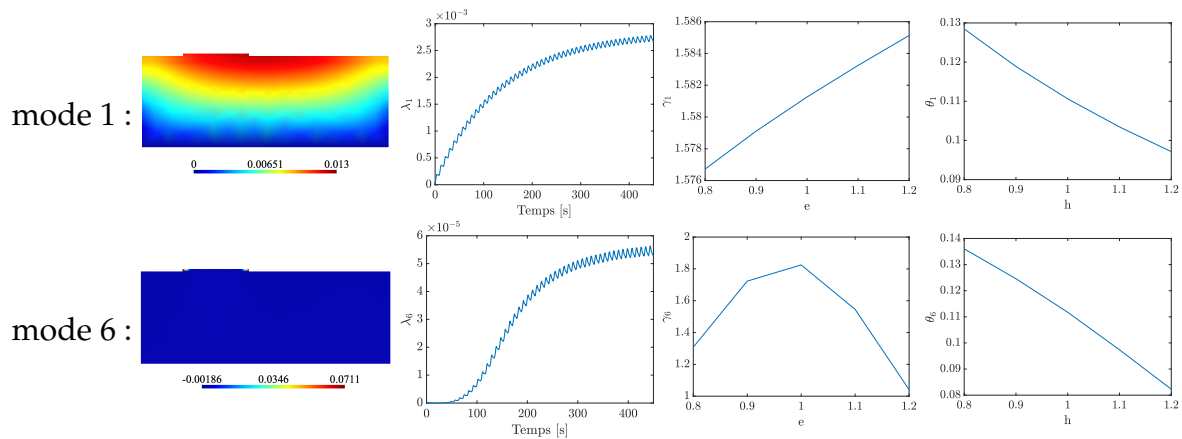 mode 1 :
0 0.00651 0.013
×10⁻³
3
2.5
2
1.5
1
0.5
0
λ₁
0 100 200 300 400
Temps [s]
1.586
1.584
1.582
1.58
1.578
1.576
γ₁
0.8 0.9 1 1.1 1.2
e
0.13
0.12
0.11
0.1
0.09
θ₁
0.8 0.9 1 1.1 1.2
h
mode 6 :
-0.00186 0.0346 0.0711
×10⁻⁵
6
5
4
3
2
1
0
λ₆
0 100 200 300 400
Temps [s]
2
1.8
1.6
1.4
1.2
1
γ₆
0.8 0.9 1 1.1 1.2
e
0.14
0.13
0.12
0.11
0.1
0.09
0.08
θ₆
0.8 0.9 1 1.1 1.2
h